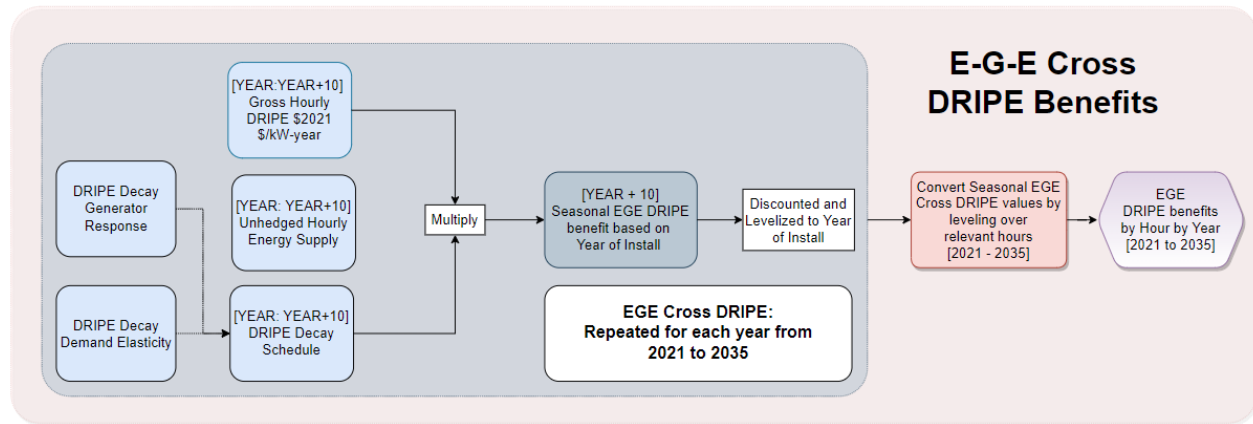 E-G-E Cross
DRIPE Benefits
[YEAR:YEAR+10]
Gross Hourly
DRIPE $2021
$/kW-year
DRIPE Decay
Generator
Response
[YEAR: YEAR+10]
Unhedged Hourly
Energy Supply
Multiply
[YEAR + 10]
Seasonal EGE DRIPE
benefit based on
Year of Install
Discounted and
Levelized to Year
of Install
Convert Seasonal EGE
Cross DRIPE values by
leveling over
relevant hours
[2021 - 2035]
EGE
DRIPE benefits
by Hour by Year
[2021 to 2035]
DRIPE Decay
Demand Elasticity
[YEAR: YEAR+10]
DRIPE Decay
Schedule
EGE Cross DRIPE:
Repeated for each year from
2021 to 2035